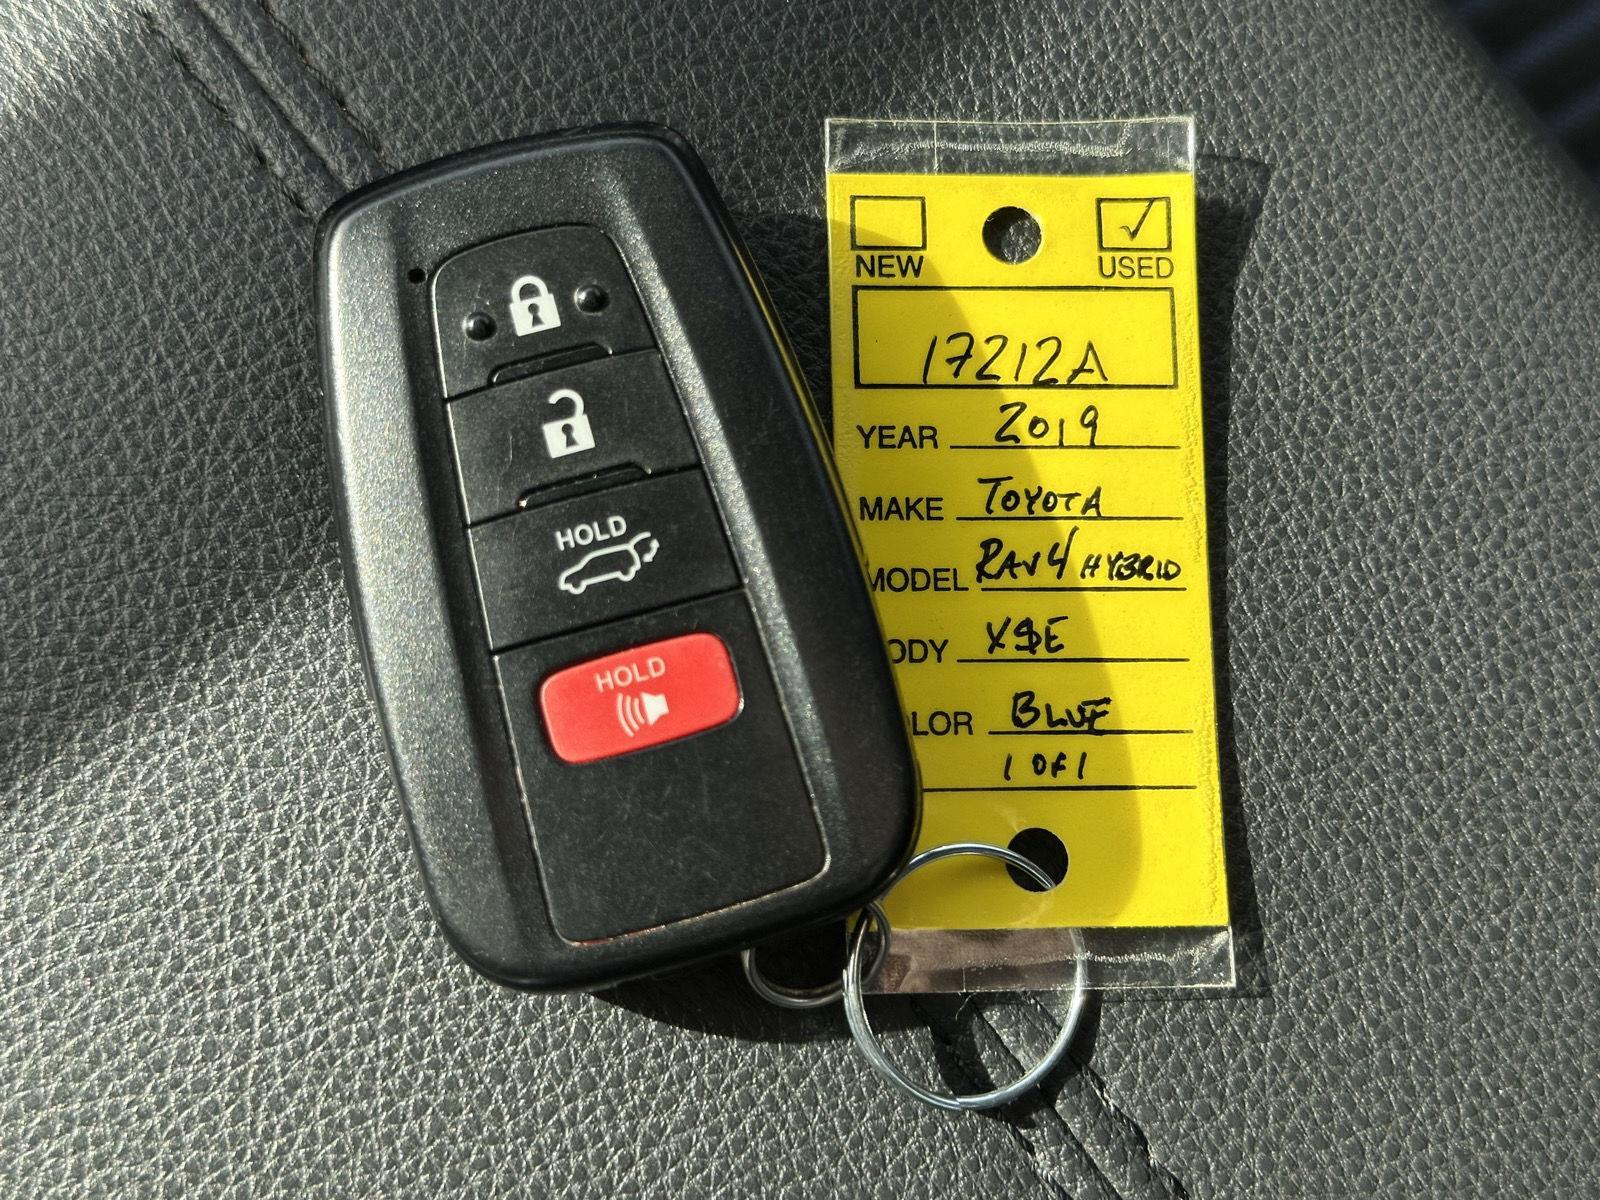 HOLD
HOLD
NEW USED
17212A
YEAR 2019
MAKE TOYOTA
MODEL RAV4 HYBRID
ODY XSE
LOR BLUE
1 OF 1